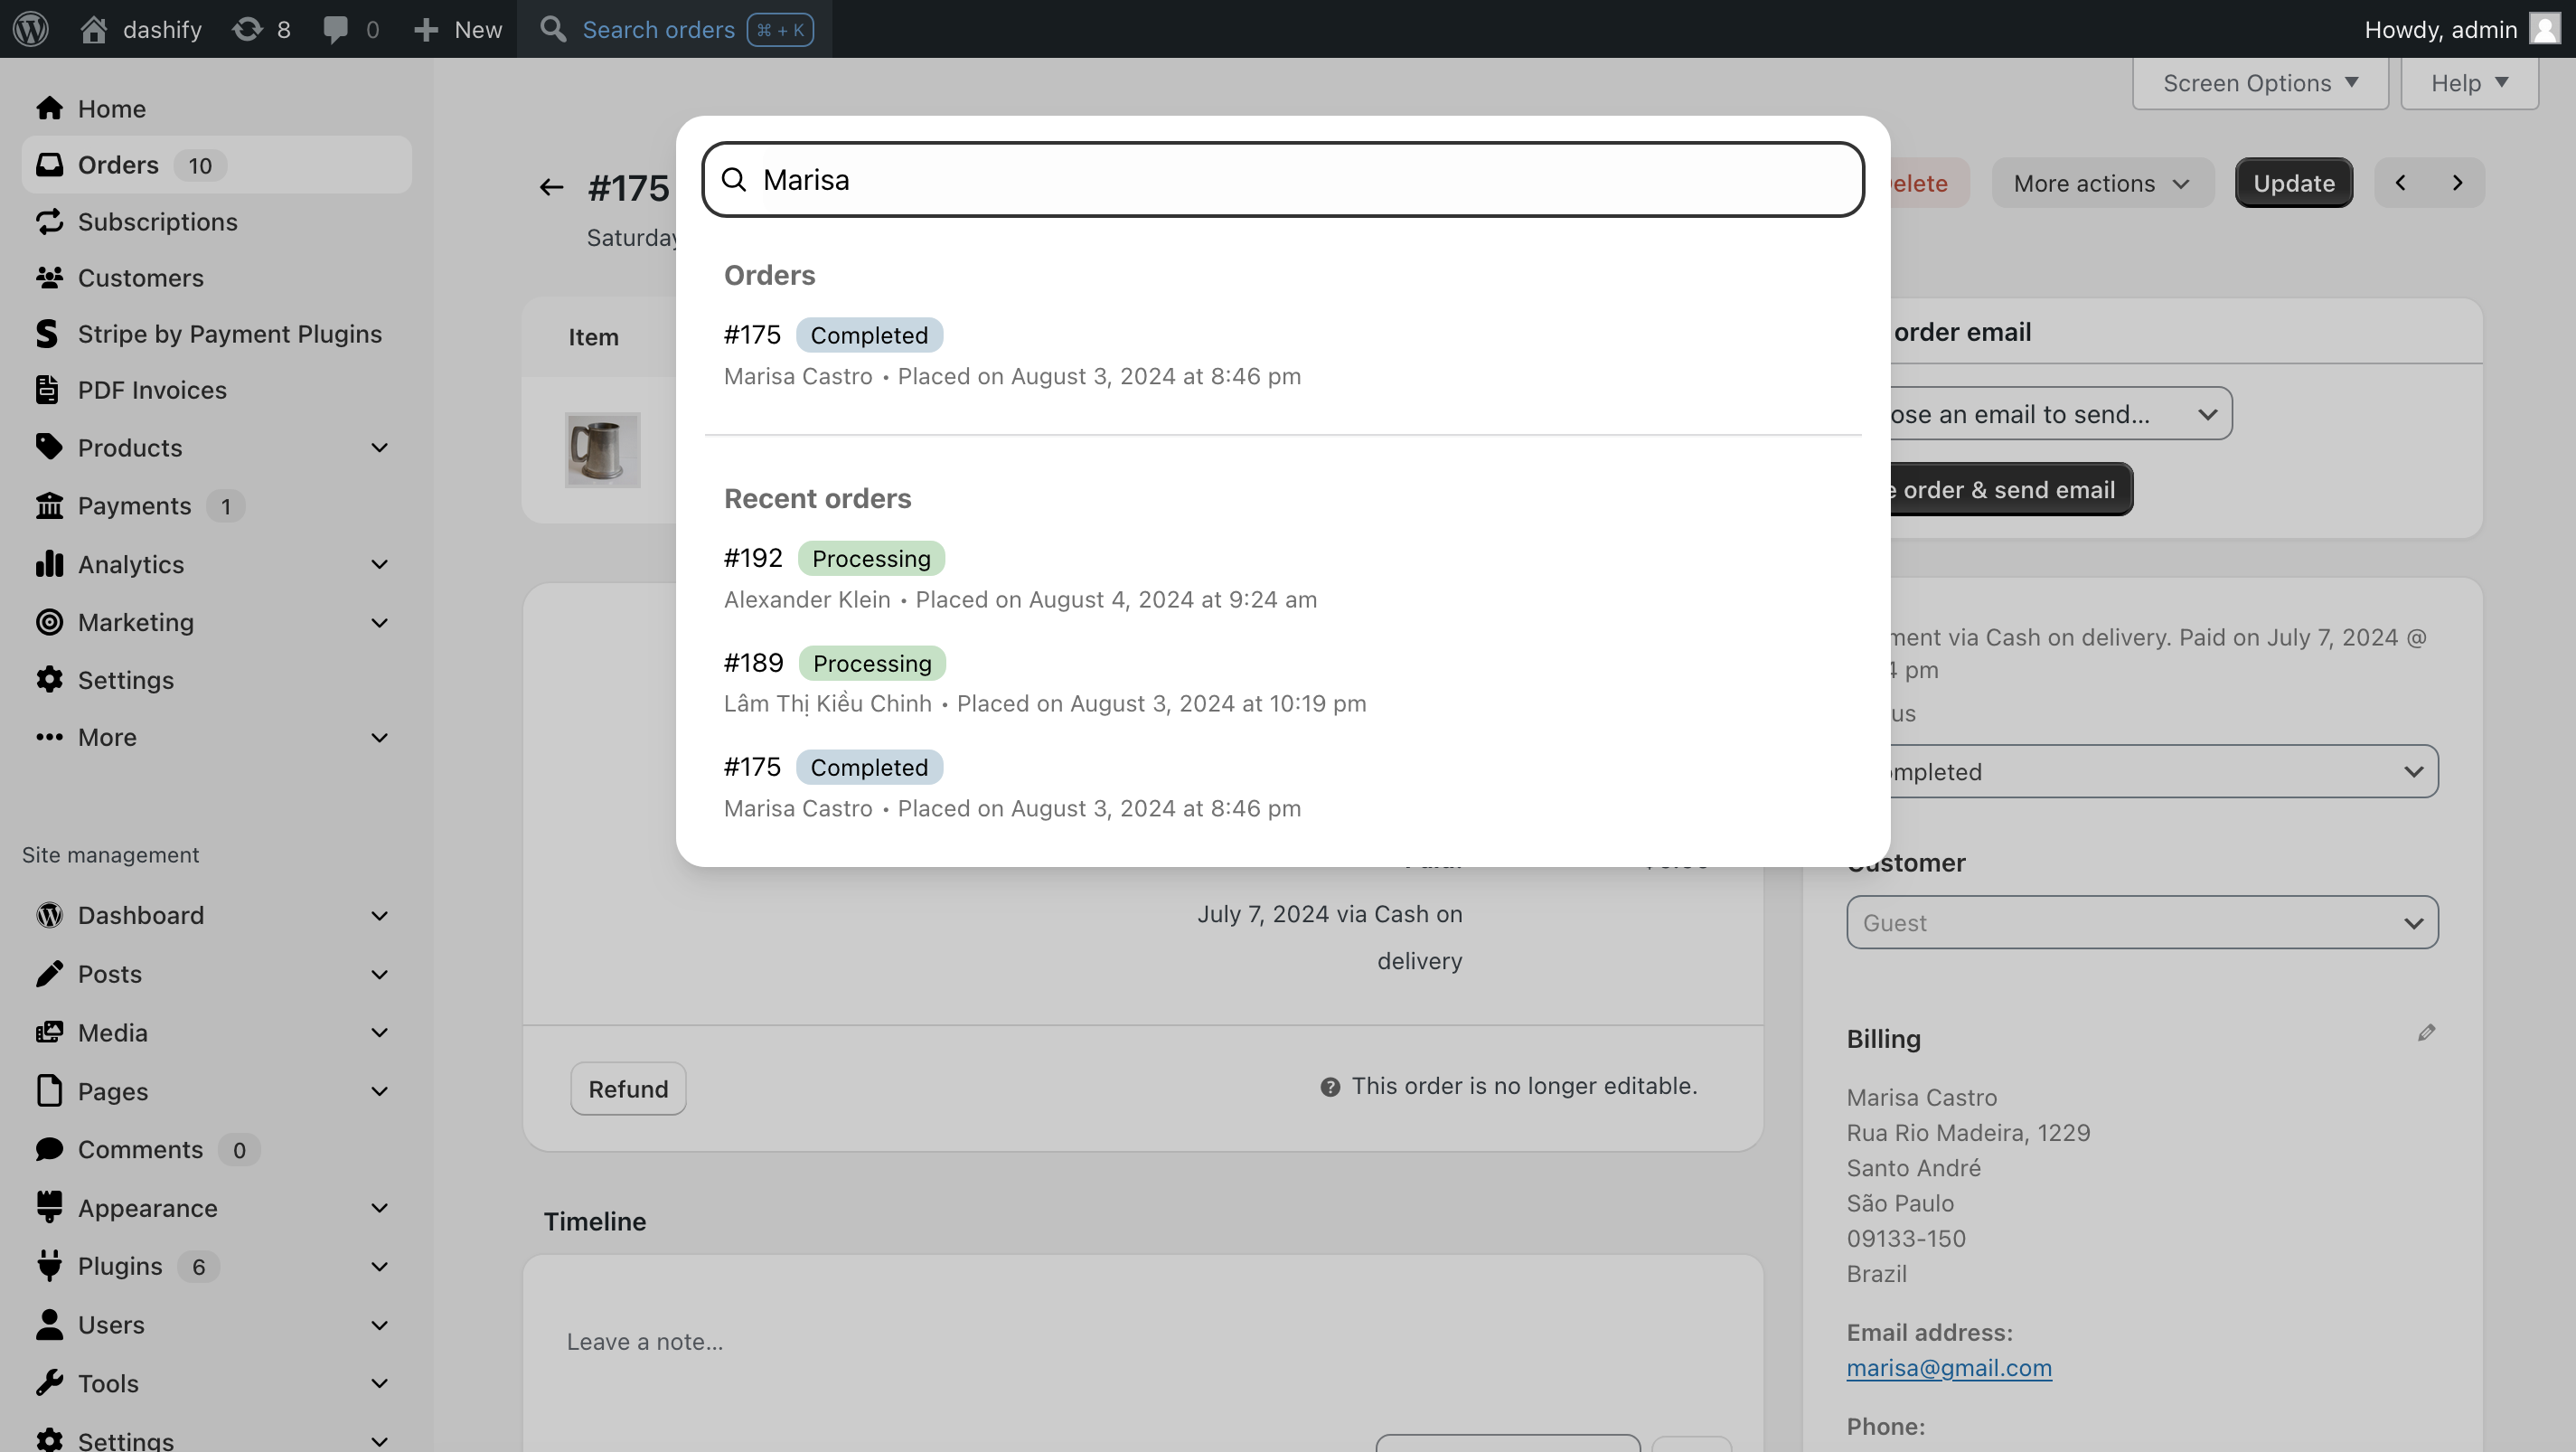 dashify 8 0 New Search orders ⌘ + K Howdy, admin
Screen Options Help
Home
Orders 10
Subscriptions
Customers
Stripe by Payment Plugins
PDF Invoices
Products
Payments 1
Analytics
Marketing
Settings
More
Site management
Dashboard
Posts
Media
Pages
Comments 0
Appearance
Plugins 6
Users
Tools
Settings
#175
Saturday
More actions Update
Marisa
Orders
#175 Completed
Marisa Castro • Placed on August 3, 2024 at 8:46 pm
Recent orders
#192 Processing
Alexander Klein • Placed on August 4, 2024 at 9:24 am
#189 Processing
Lâm Thị Kiều Chinh • Placed on August 3, 2024 at 10:19 pm
#175 Completed
Marisa Castro • Placed on August 3, 2024 at 8:46 pm
Item
July 7, 2024 via Cash on
delivery
Refund
This order is no longer editable.
Timeline
Leave a note...
order email
an email to send...
order & send email
via Cash on delivery. Paid on July 7, 2024 @
pm
Customer
Guest
Billing
Marisa Castro
Rua Rio Madeira, 1229
Santo André
São Paulo
09133-150
Brazil
Email address:
marisa@gmail.com
Phone: